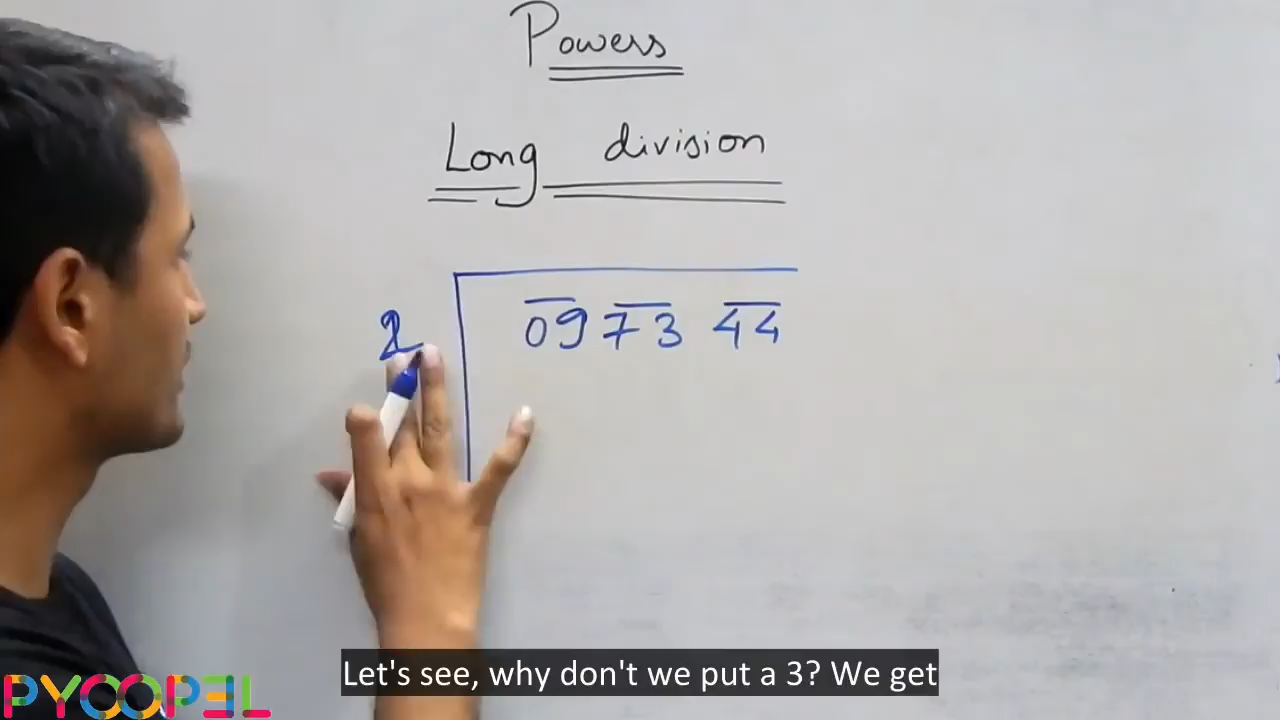 Powers
Long division
2 09 73 44
Let's see, why don't we put a 3? We get
PYOOPEL